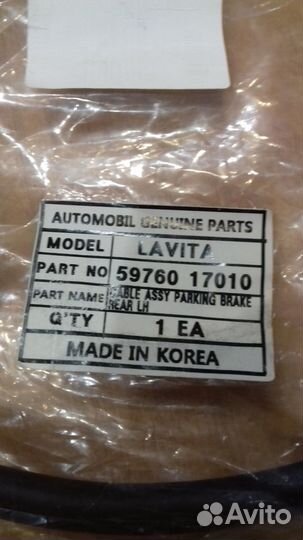 AUTOMOBIL GENUINE PARTS
MODEL LAVITA
PART NO 59760 17010
PART NAME CABLE ASSY PARKING BRAKE
REAR LH
Q'TY 1 EA
MADE IN KOREA
Avito